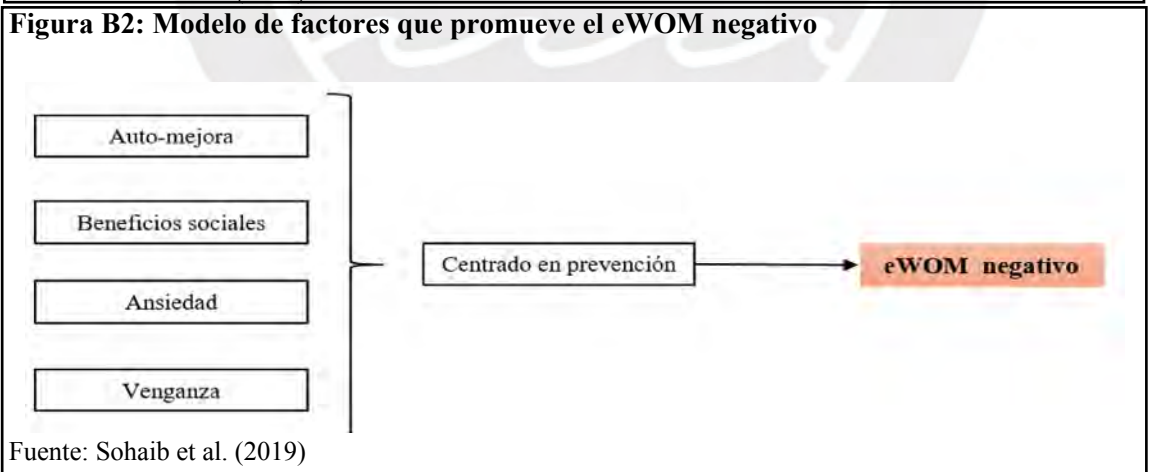 Figura B2: Modelo de factores que promueve el eWOM negativo
Auto-mejora
Beneficios sociales
Ansiedad
Venganza
Centrado en prevención
eWOM negativo
Fuente: Sohaib et al. (2019)